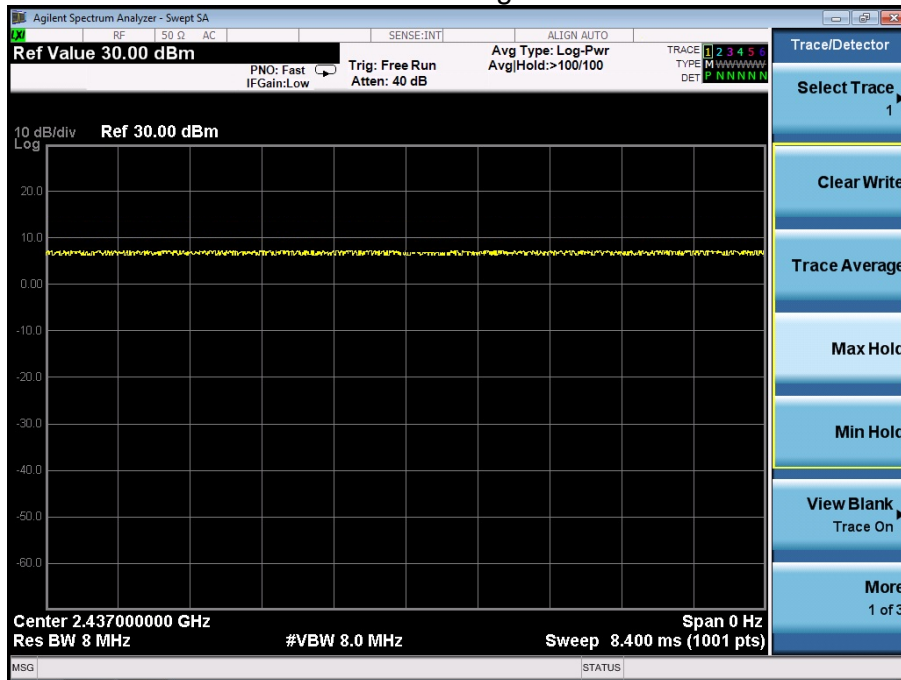 Agilent Spectrum Analyzer - Swept SA
LXI RF 50 Ω AC SENSE:INT ALIGN AUTO
Ref Value 30.00 dBm
PNO: Fast
IFGain:Low
Trig: Free Run
Atten: 40 dB
Avg Type: Log-Pwr
Avg|Hold:>100/100
TRACE 1 2 3 4 5 6
TYPE M WWWWW
DET P N N N N N
10 dB/div Ref 30.00 dBm
Log
20.0
10.0
0.00
-10.0
-20.0
-30.0
-40.0
-50.0
-60.0
Center 2.437000000 GHz Span 0 Hz
Res BW 8 MHz #VBW 8.0 MHz Sweep 8.400 ms (1001 pts)
MSG STATUS
Trace/Detector
Select Trace
1
Clear Write
Trace Average
Max Hold
Min Hold
View Blank
Trace On
More
1 of 3